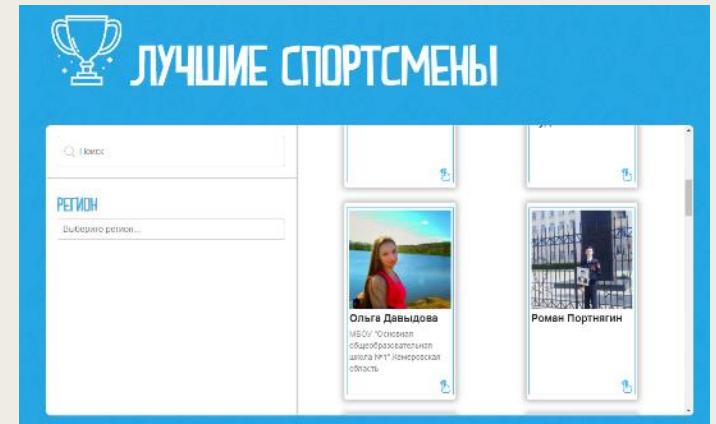 ЛУЧШИЕ СПОРТСМЕНЫ
Поиск
РЕГИОН
Выберите регион...
Ольга Давыдова
МБОУ "Основная
общеобразовательная
школа №1" Кемеровская
область
Роман Портнягин